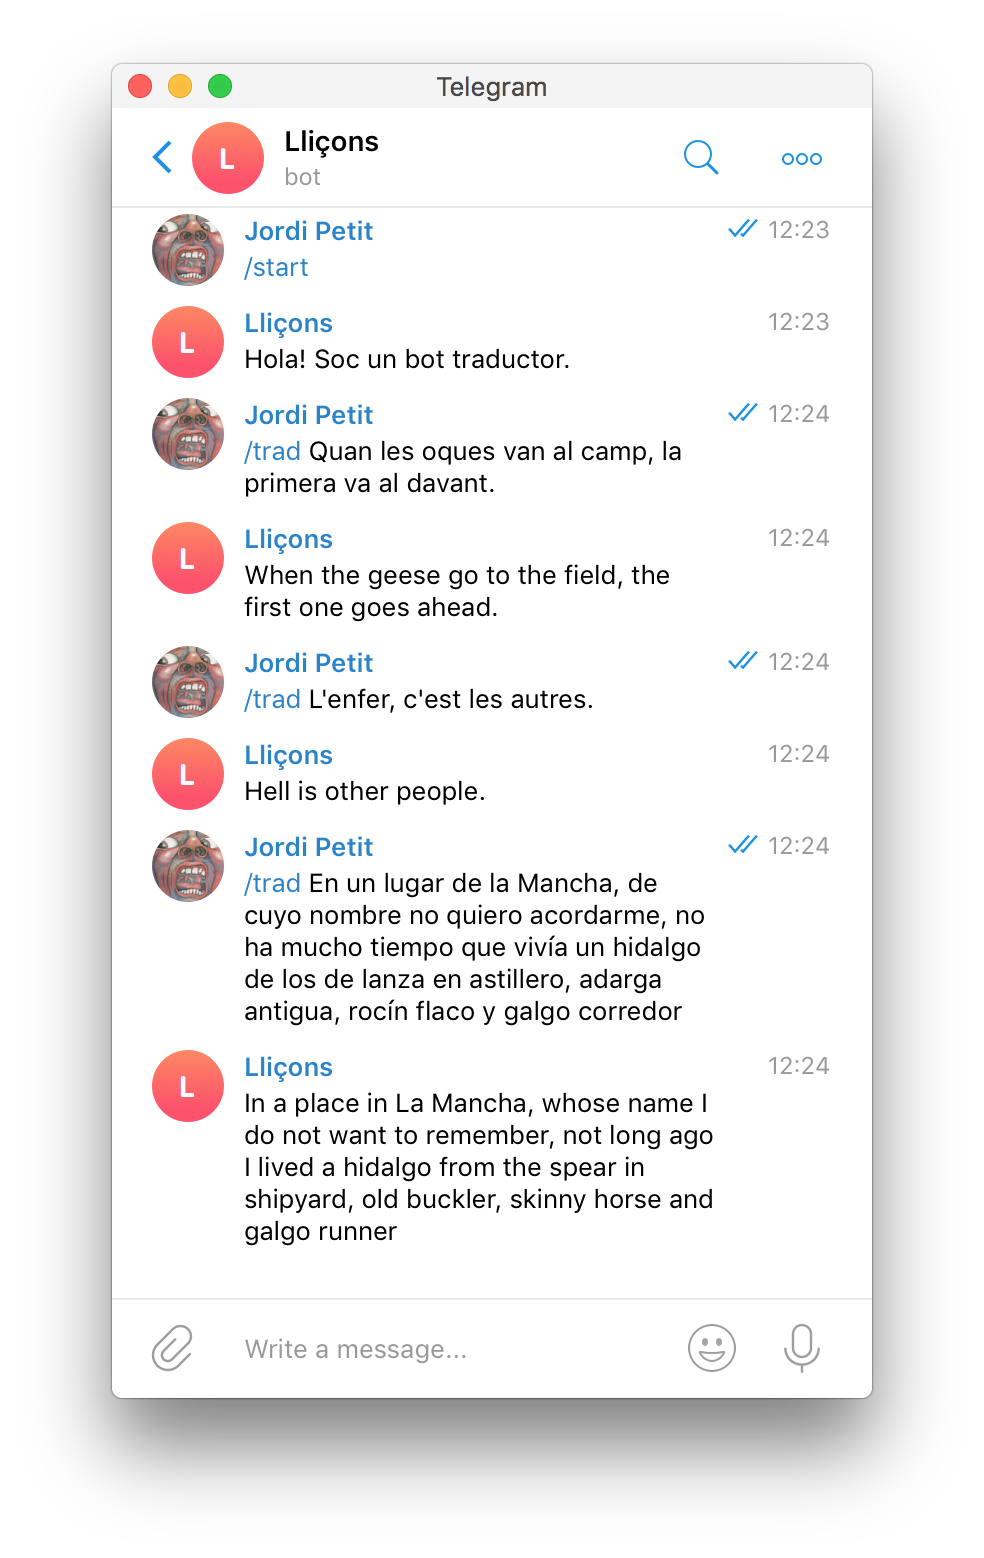 Telegram
L
Lliçons
bot
Jordi Petit
12:23
/start
L
Lliçons
12:23
Hola! Soc un bot traductor.
Jordi Petit
12:24
/trad Quan les oques van al camp, la
primera va al davant.
L
Lliçons
12:24
When the geese go to the field, the
first one goes ahead.
Jordi Petit
12:24
/trad L'enfer, c'est les autres.
L
Lliçons
12:24
Hell is other people.
Jordi Petit
12:24
/trad En un lugar de la Mancha, de
cuyo nombre no quiero acordarme, no
ha mucho tiempo que vivía un hidalgo
de los de lanza en astillero, adarga
antigua, rocín flaco y galgo corredor
L
Lliçons
12:24
In a place in La Mancha, whose name I
do not want to remember, not long ago
I lived a hidalgo from the spear in
shipyard, old buckler, skinny horse and
galgo runner
Write a message...